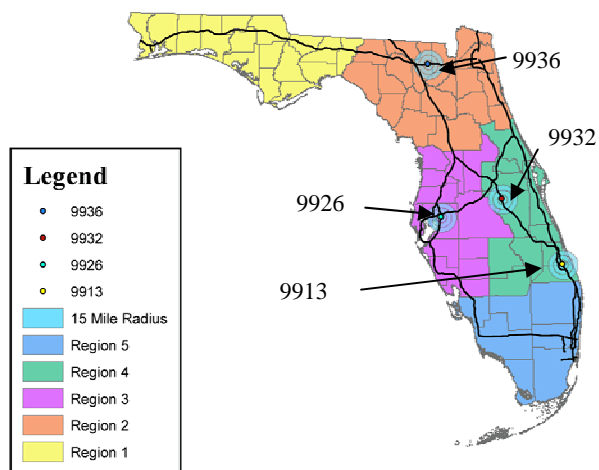 9936
9932
9926
9913
Legend
9936
9932
9926
9913
15 Mile Radius
Region 5
Region 4
Region 3
Region 2
Region 1